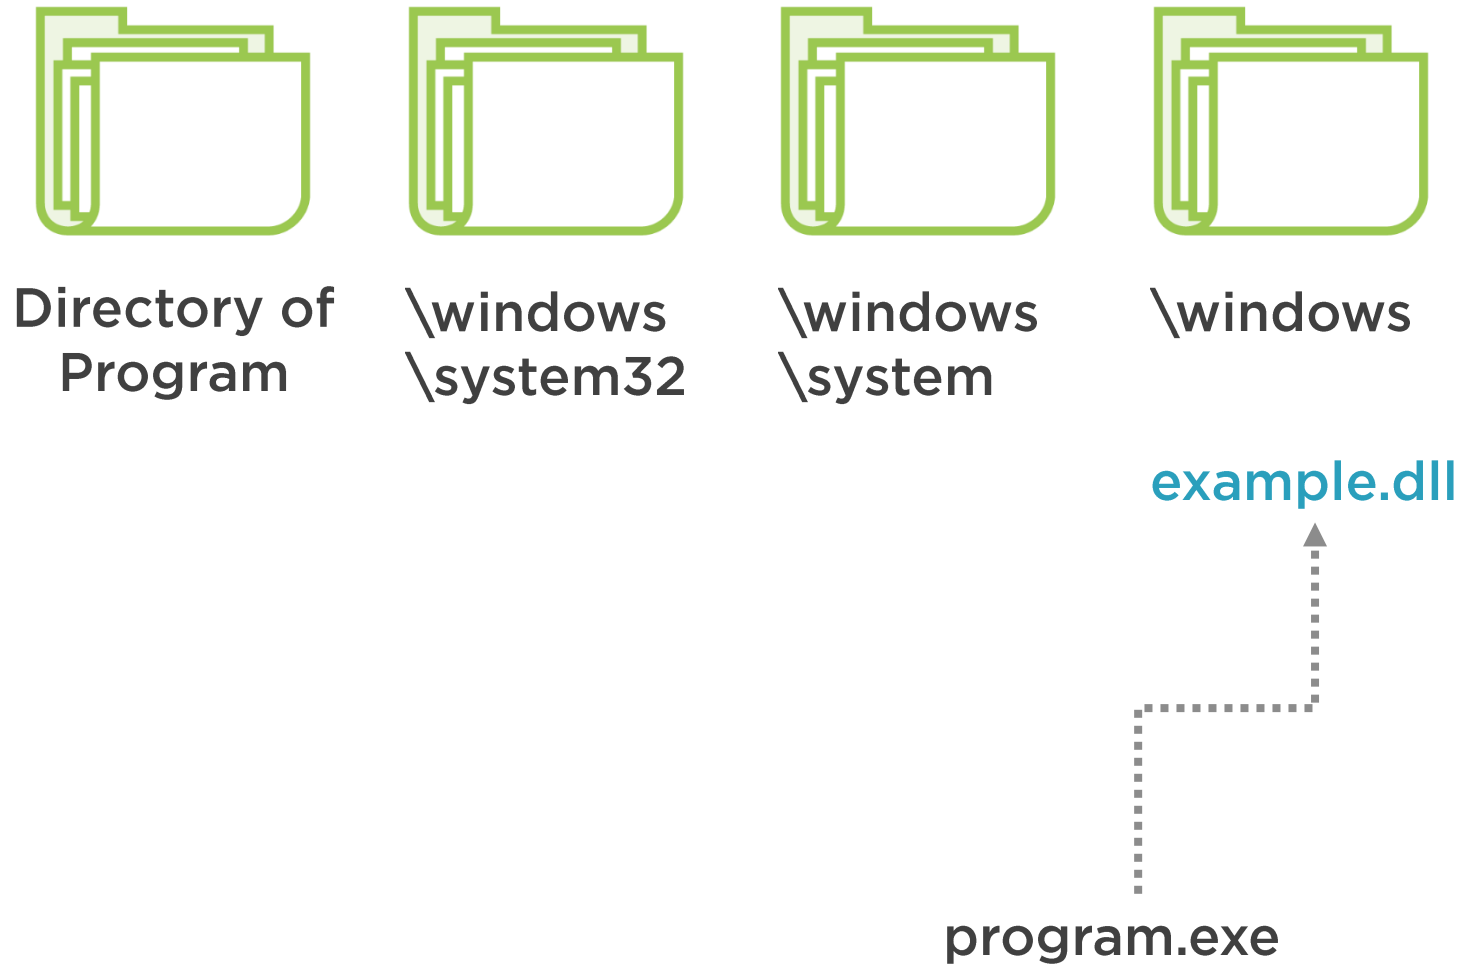 Directory of
Program
\windows
\system32
\windows
\system
\windows
example.dll
program.exe